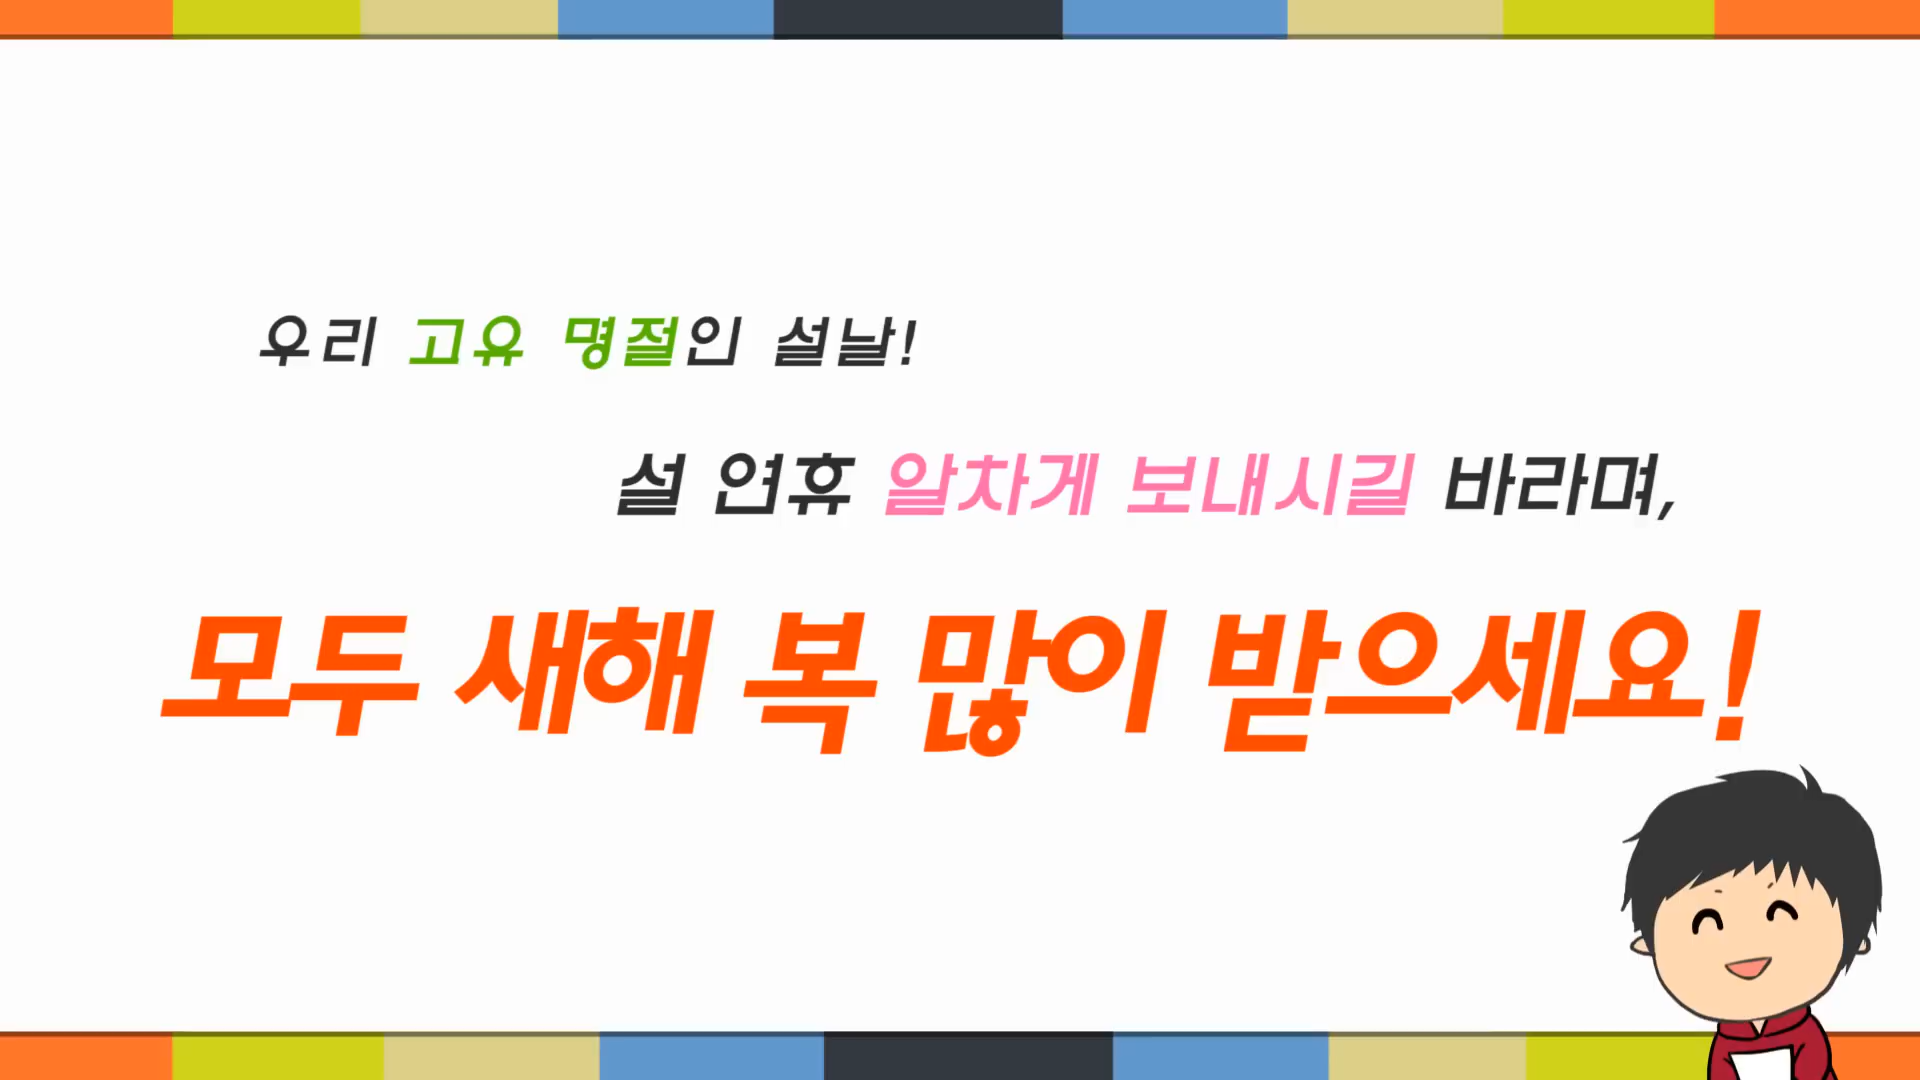 우리 고유 명절인 설날!
설 연휴 알차게 보내시길 바라며,
모두 새해 복 많이 받으세요!